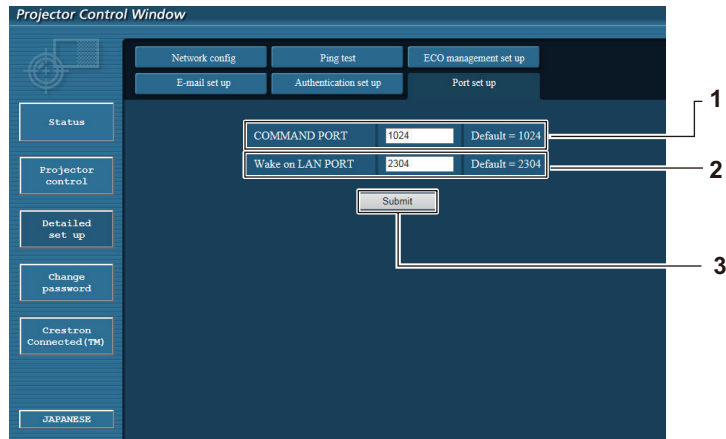 Projector Control Window
Network config
Ping test
ECO management set up
E-mail set up
Authentication set up
Port set up
Status
Projector
control
Detailed
set up
Change
password
Crestron
Connected(TM)
JAPANESE
COMMAND PORT 1024 Default = 1024
Wake on LAN PORT 2304 Default = 2304
Submit
1
2
3